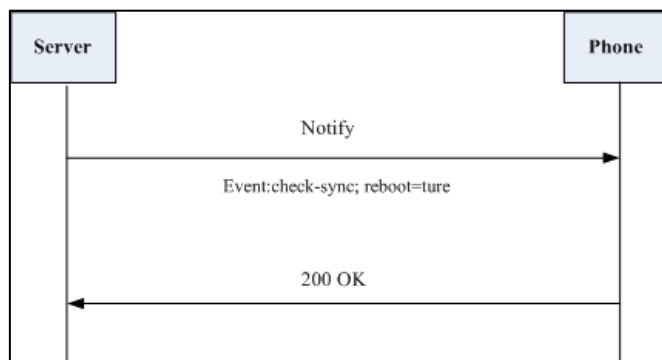 Server
Phone
Notify
Event:check-sync; reboot=ture
200 OK